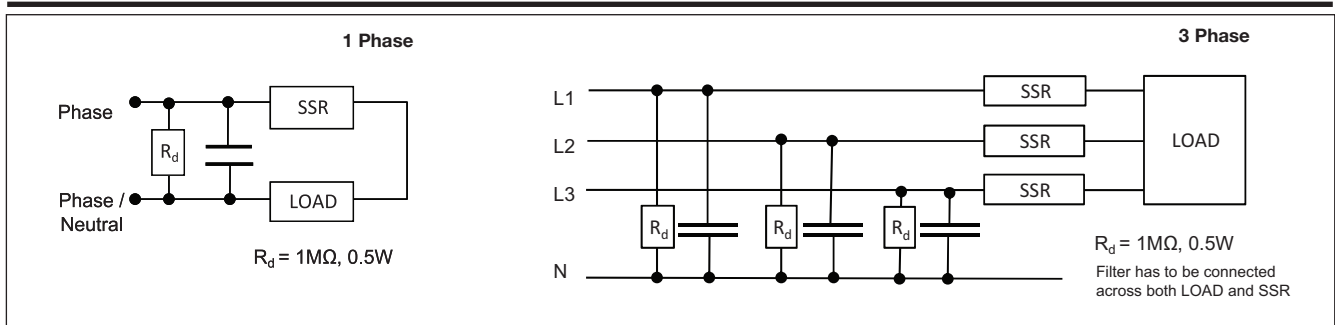 1 Phase
Phase
SSR
R_d
Phase /
Neutral
LOAD
R_d = 1MΩ, 0.5W
3 Phase
L1
SSR
L2
SSR
LOAD
L3
SSR
R_d
R_d
R_d
N
R_d = 1MΩ, 0.5W
Filter has to be connected
across both LOAD and SSR